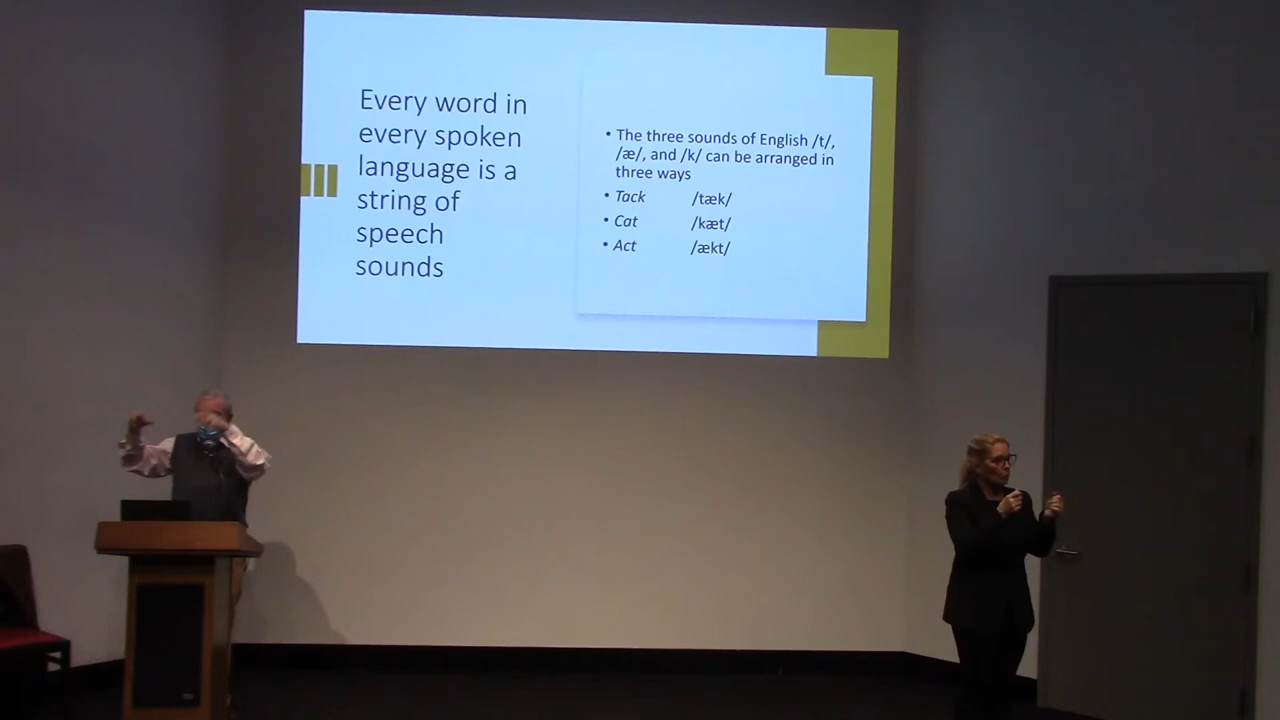 Every word in
every spoken
language is a
string of
speech
sounds
• The three sounds of English /t/,
/æ/, and /k/ can be arranged in
three ways
• Tack /tæk/
• Cat /kæt/
• Act /ækt/